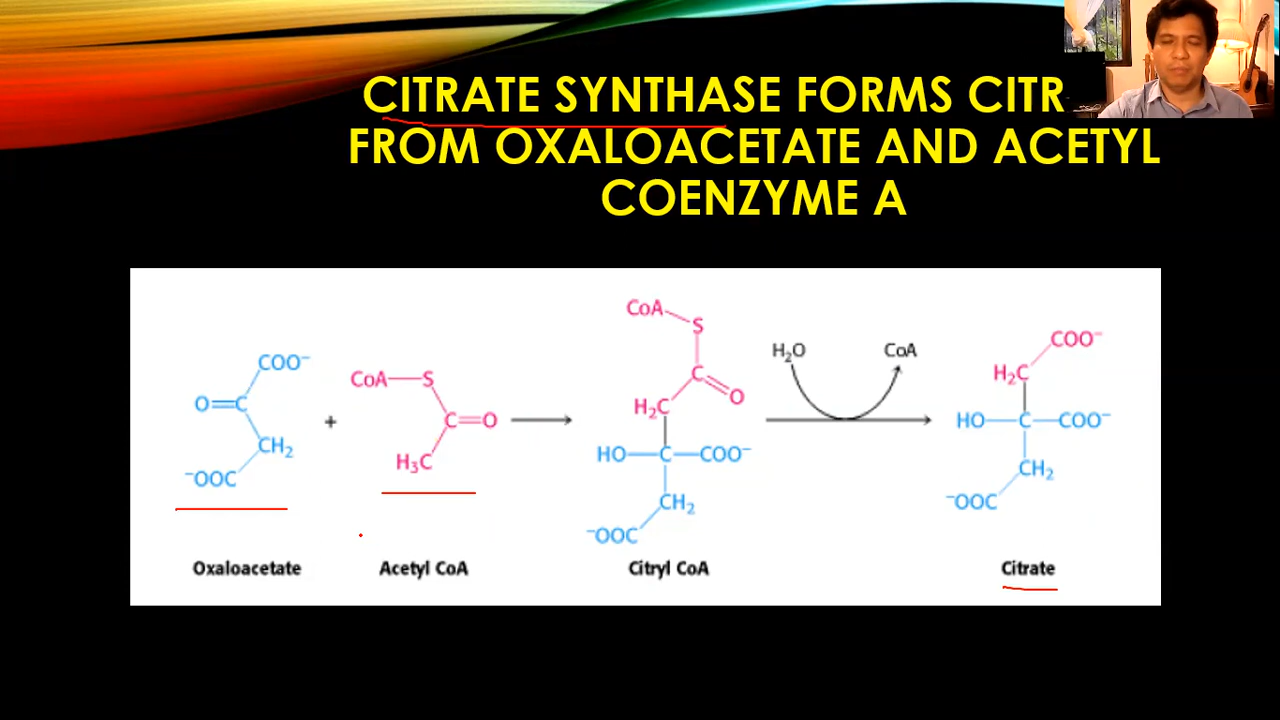 CITRATE SYNTHASE FORMS CITR
FROM OXALOACETATE AND ACETYL
COENZYME A
COO⁻
O=C
CH₂
⁻OOC
Oxaloacetate
+
CoA—S
C=O
H₃C
Acetyl CoA
CoA
S
C
O
H₂C
HO—C—COO⁻
CH₂
⁻OOC
Citryl CoA
H₂O CoA
COO⁻
H₂C
HO—C—COO⁻
CH₂
⁻OOC
Citrate